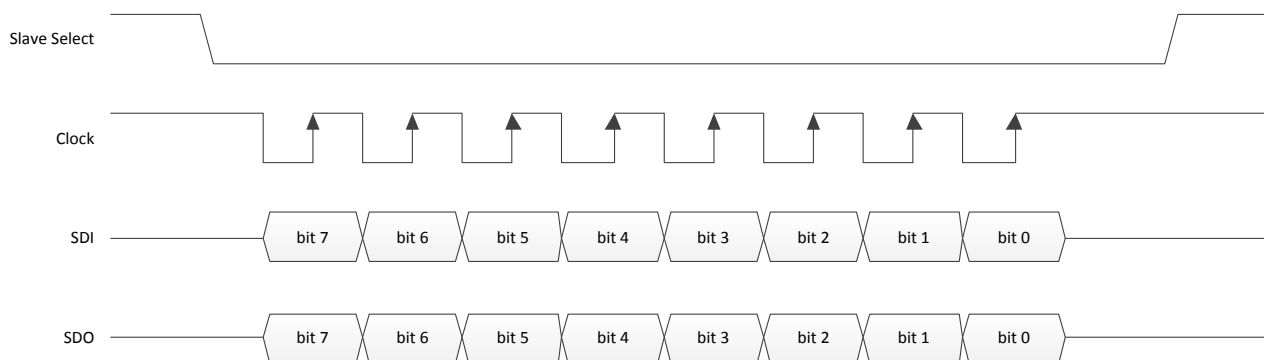 Slave Select
Clock
SDI
bit 7 bit 6 bit 5 bit 4 bit 3 bit 2 bit 1 bit 0
SDO
bit 7 bit 6 bit 5 bit 4 bit 3 bit 2 bit 1 bit 0